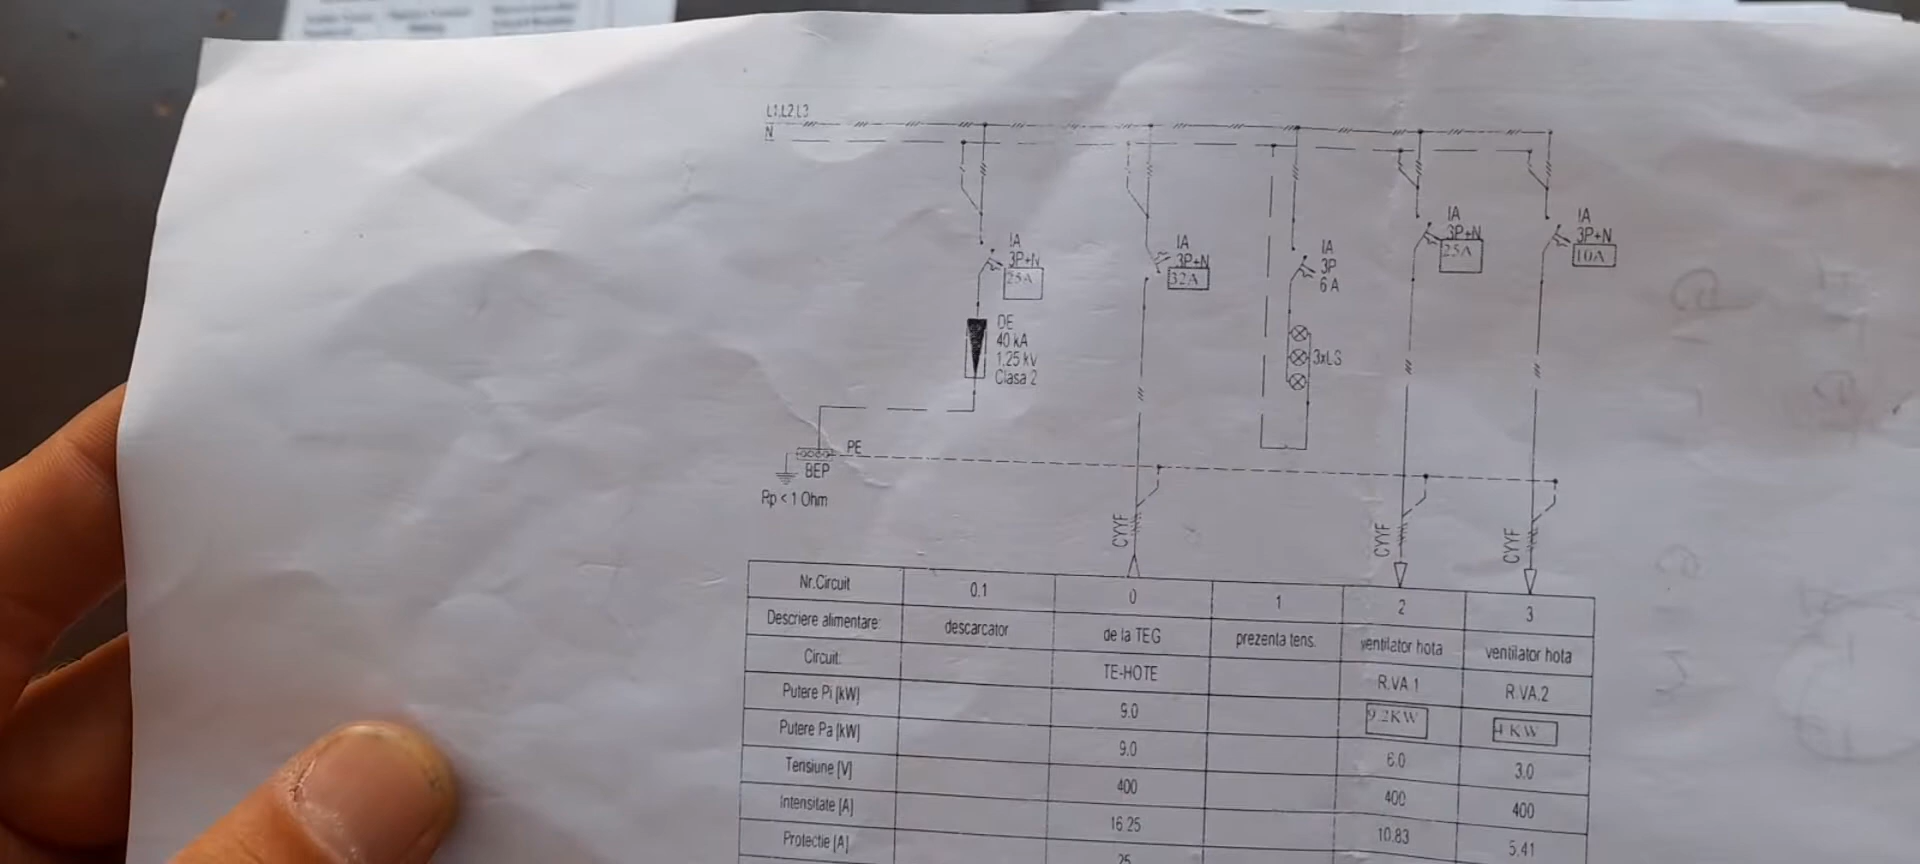 L1,L2,L3
N
IA
3P+N
25A
DE
40 kA
1,25 kV
Clasa 2
IA
3P+N
32A
IA
3P
6 A
3xLS
IA
3P+N
25A
IA
3P+N
10A
PE
BEP
Rp < 1 Ohm
CYYF
CYYF
CYYF
Nr.Circuit 0.1 0 1 2 3
Descriere alimentare: descarcator de la TEG prezenta tens. ventilator hota ventilator hota
Circuit: TE-HOTE R.VA.1 R.VA.2
Putere Pi [kW] 9.0 9.2KW 4 KW
Putere Pa [kW] 9.0 6.0 3.0
Tensiune [V] 400 400 400
Intensitate [A] 16.25 10.83 5.41
Protectie [A] 25